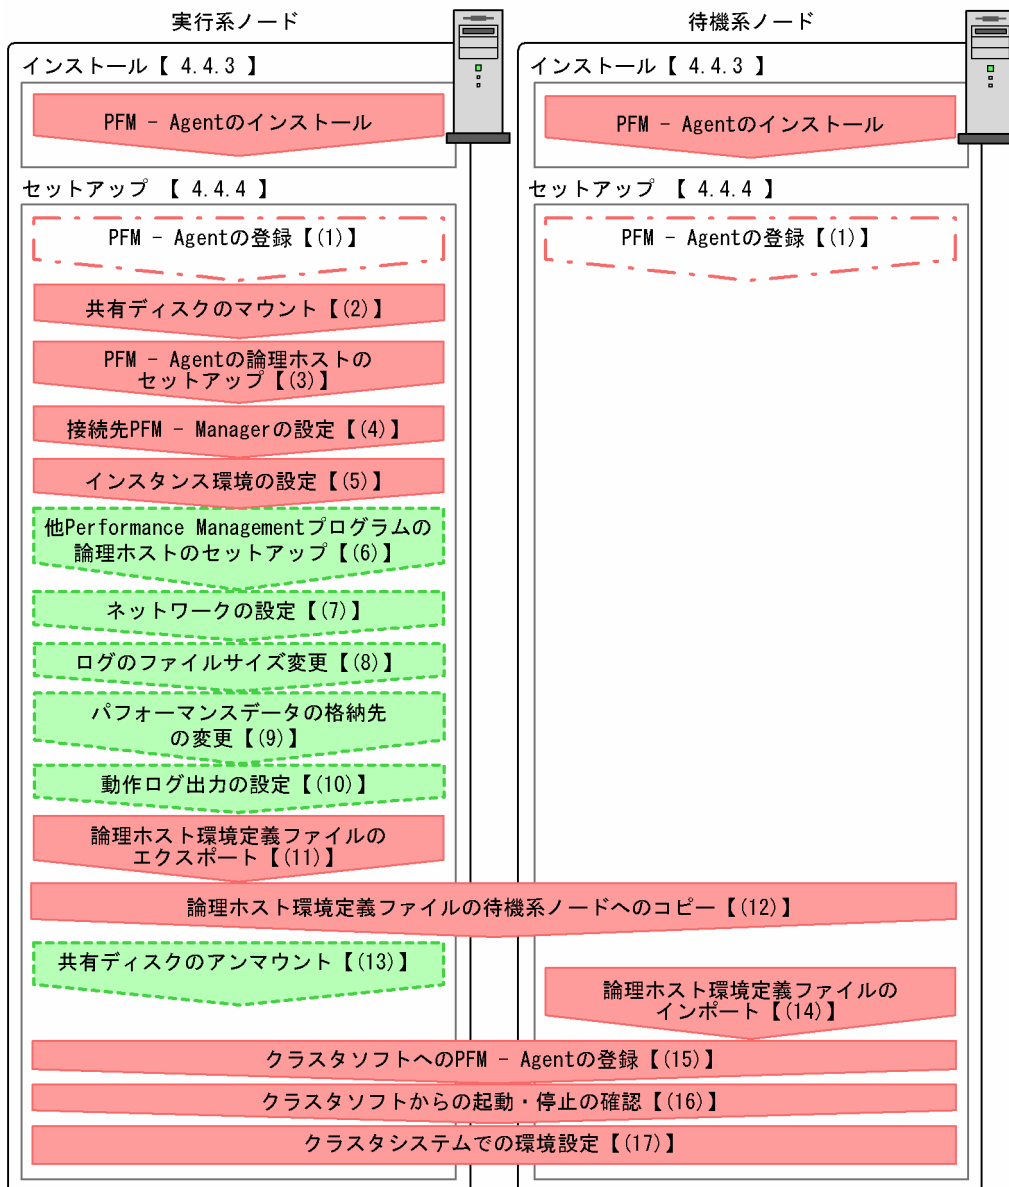 実行系ノード
待機系ノード
インストール【 4.4.3 】
インストール【 4.4.3 】
PFM - Agentのインストール
PFM - Agentのインストール
セットアップ 【 4.4.4 】
セットアップ 【 4.4.4 】
PFM - Agentの登録【(1)】
PFM - Agentの登録【(1)】
共有ディスクのマウント【(2)】
PFM - Agentの論理ホストの
セットアップ【(3)】
接続先PFM - Managerの設定【(4)】
インスタンス環境の設定【(5)】
他Performance Managementプログラムの
論理ホストのセットアップ【(6)】
ネットワークの設定【(7)】
ログのファイルサイズ変更【(8)】
パフォーマンスデータの格納先
の変更【(9)】
動作ログ出力の設定【(10)】
論理ホスト環境定義ファイルの
エクスポート【(11)】
論理ホスト環境定義ファイルの待機系ノードへのコピー【(12)】
共有ディスクのアンマウント【(13)】
論理ホスト環境定義ファイルの
インポート【(14)】
クラスタソフトへのPFM - Agentの登録【(15)】
クラスタソフトからの起動・停止の確認【(16)】
クラスタシステムでの環境設定【(17)】